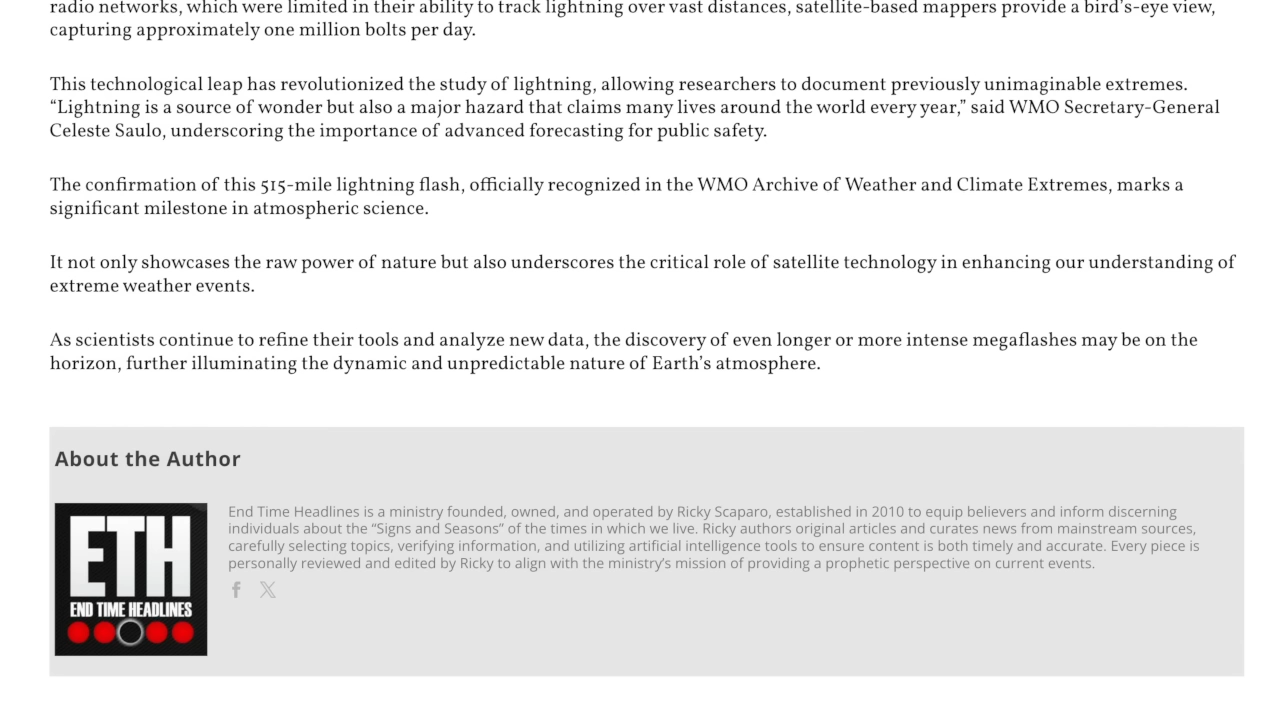 radio networks, which were limited in their ability to track lightning over vast distances, satellite-based mappers provide a bird’s-eye view,
capturing approximately one million bolts per day.
This technological leap has revolutionized the study of lightning, allowing researchers to document previously unimaginable extremes.
“Lightning is a source of wonder but also a major hazard that claims many lives around the world every year,” said WMO Secretary-General
Celeste Saulo, underscoring the importance of advanced forecasting for public safety.
The confirmation of this 515-mile lightning flash, officially recognized in the WMO Archive of Weather and Climate Extremes, marks a
significant milestone in atmospheric science.
It not only showcases the raw power of nature but also underscores the critical role of satellite technology in enhancing our understanding of
extreme weather events.
As scientists continue to refine their tools and analyze new data, the discovery of even longer or more intense megaflashes may be on the
horizon, further illuminating the dynamic and unpredictable nature of Earth’s atmosphere.
About the Author
ETH
END TIME HEADLINES
End Time Headlines is a ministry founded, owned, and operated by Ricky Scaparo, established in 2010 to equip believers and inform discerning
individuals about the “Signs and Seasons” of the times in which we live. Ricky authors original articles and curates news from mainstream sources,
carefully selecting topics, verifying information, and utilizing artificial intelligence tools to ensure content is both timely and accurate. Every piece is
personally reviewed and edited by Ricky to align with the ministry’s mission of providing a prophetic perspective on current events.